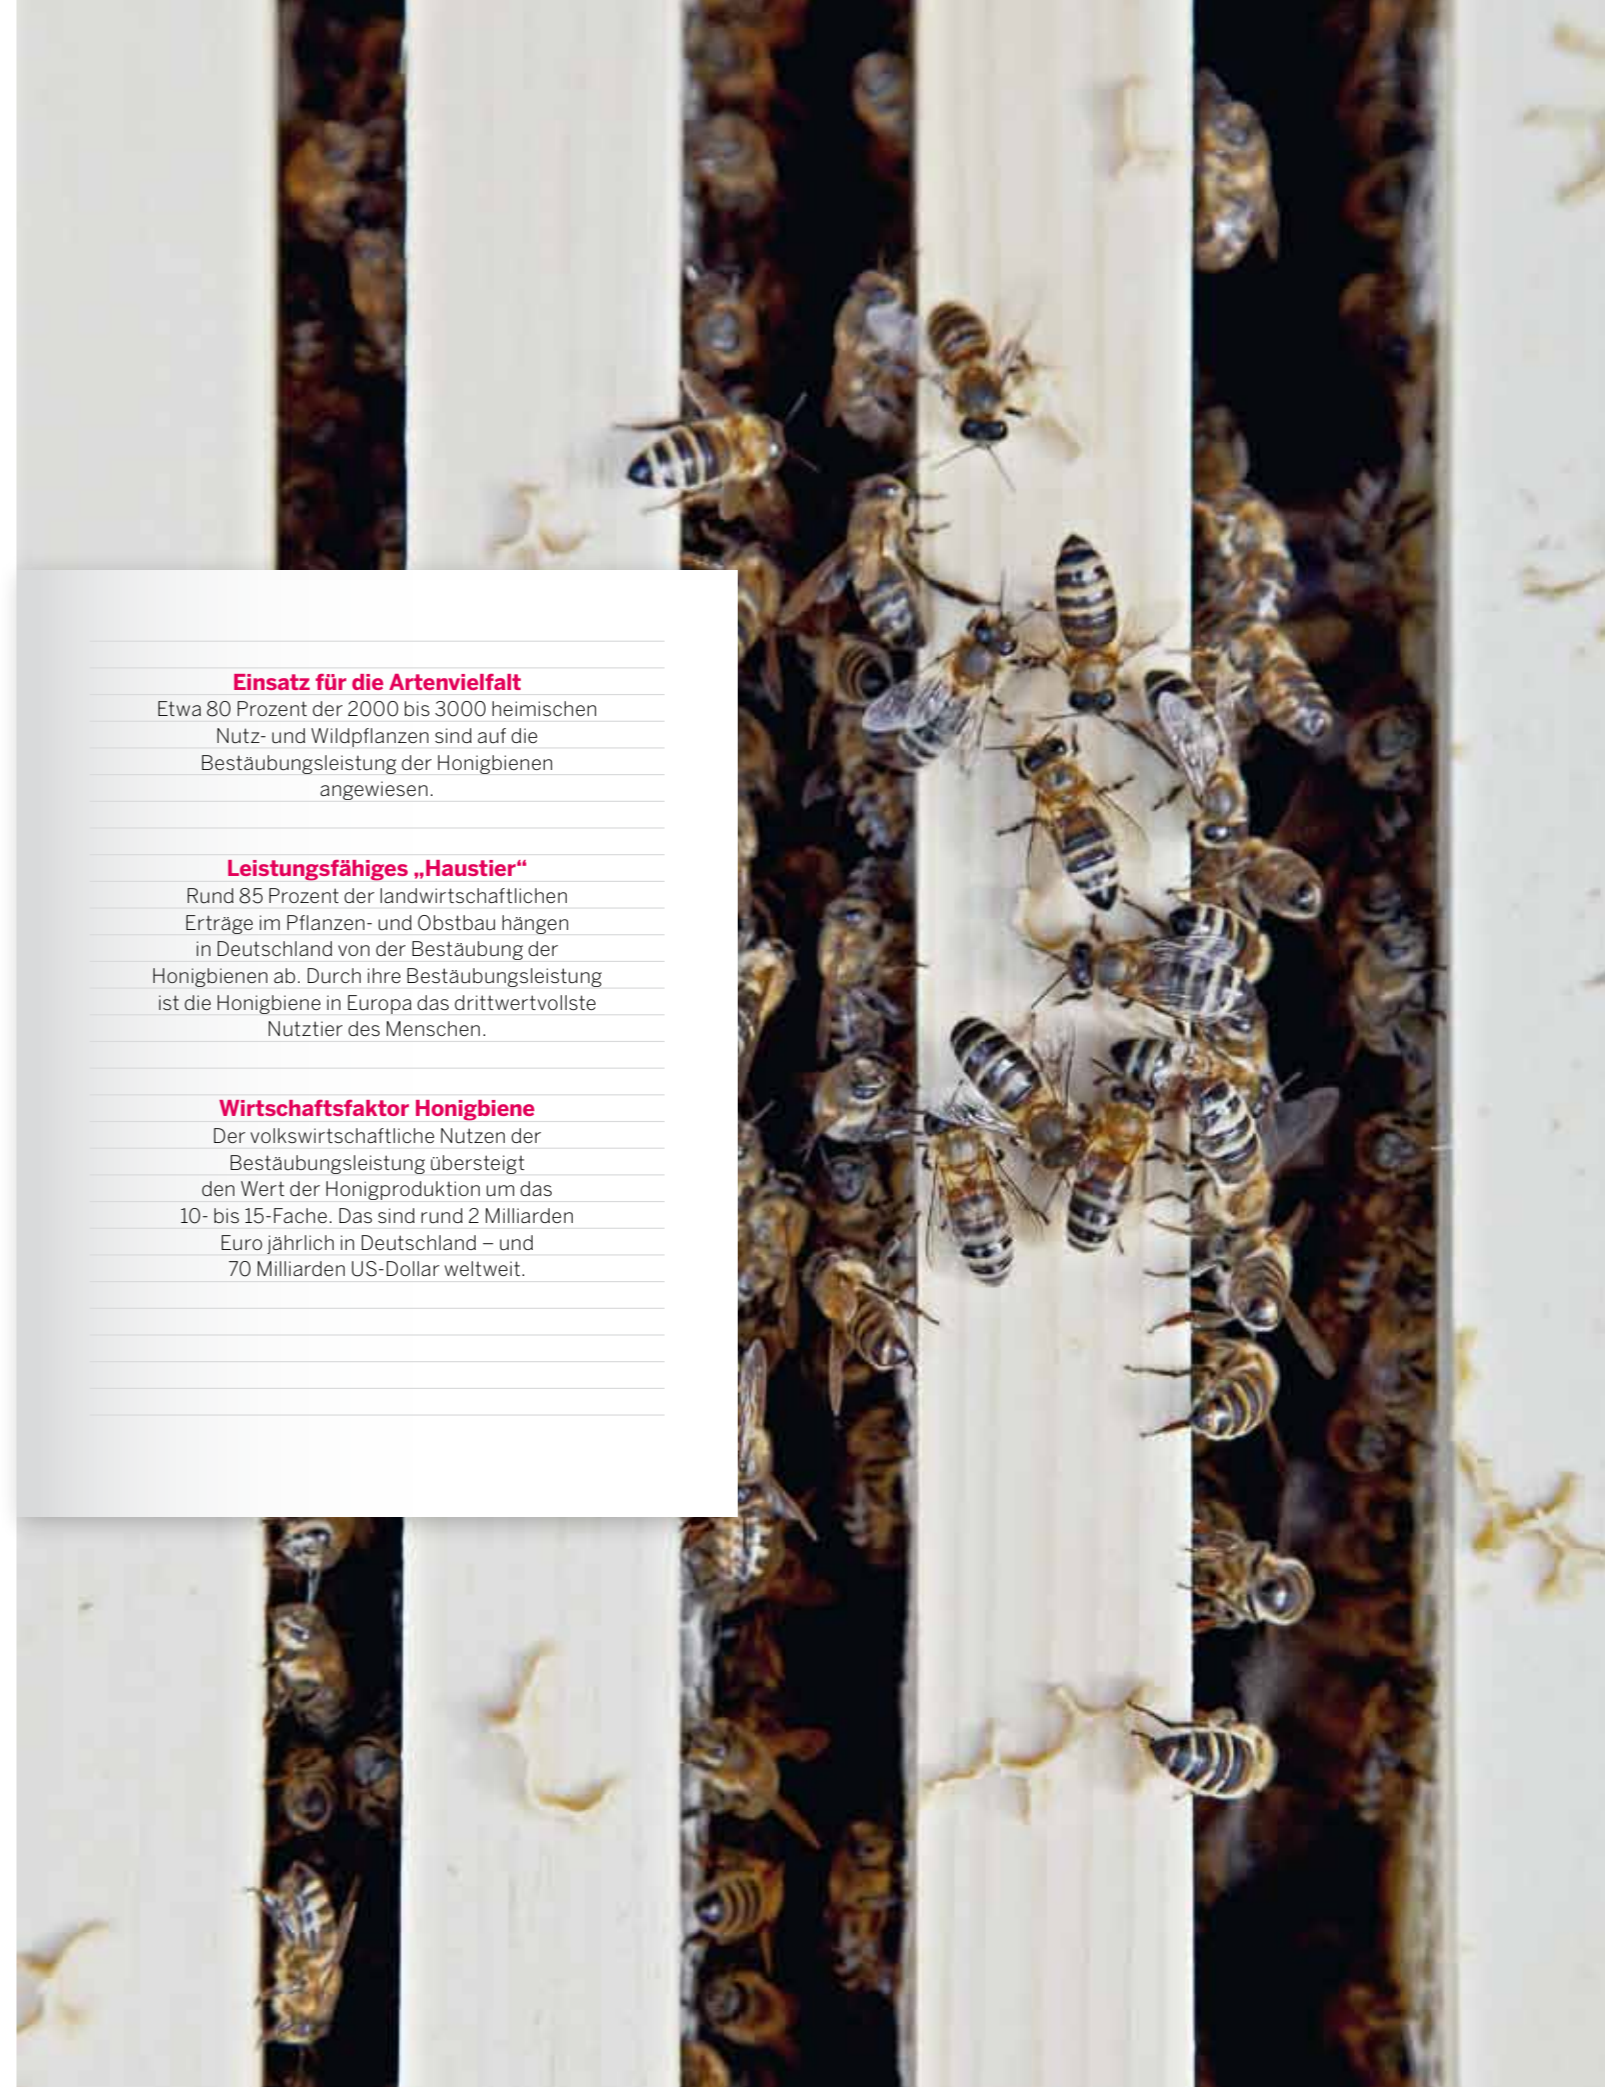 Einsatz für die Artenvielfalt
Etwa 80 Prozent der 2000 bis 3000 heimischen
Nutz- und Wildpflanzen sind auf die
Bestäubungsleistung der Honigbienen
angewiesen.
Leistungsfähiges „Haustier“
Rund 85 Prozent der landwirtschaftlichen
Erträge im Pflanzen- und Obstbau hängen
in Deutschland von der Bestäubung der
Honigbienen ab. Durch ihre Bestäubungsleistung
ist die Honigbiene in Europa das drittwertvollste
Nutztier des Menschen.
Wirtschaftsfaktor Honigbiene
Der volkswirtschaftliche Nutzen der
Bestäubungsleistung übersteigt
den Wert der Honigproduktion um das
10- bis 15-Fache. Das sind rund 2 Milliarden
Euro jährlich in Deutschland – und
70 Milliarden US-Dollar weltweit.